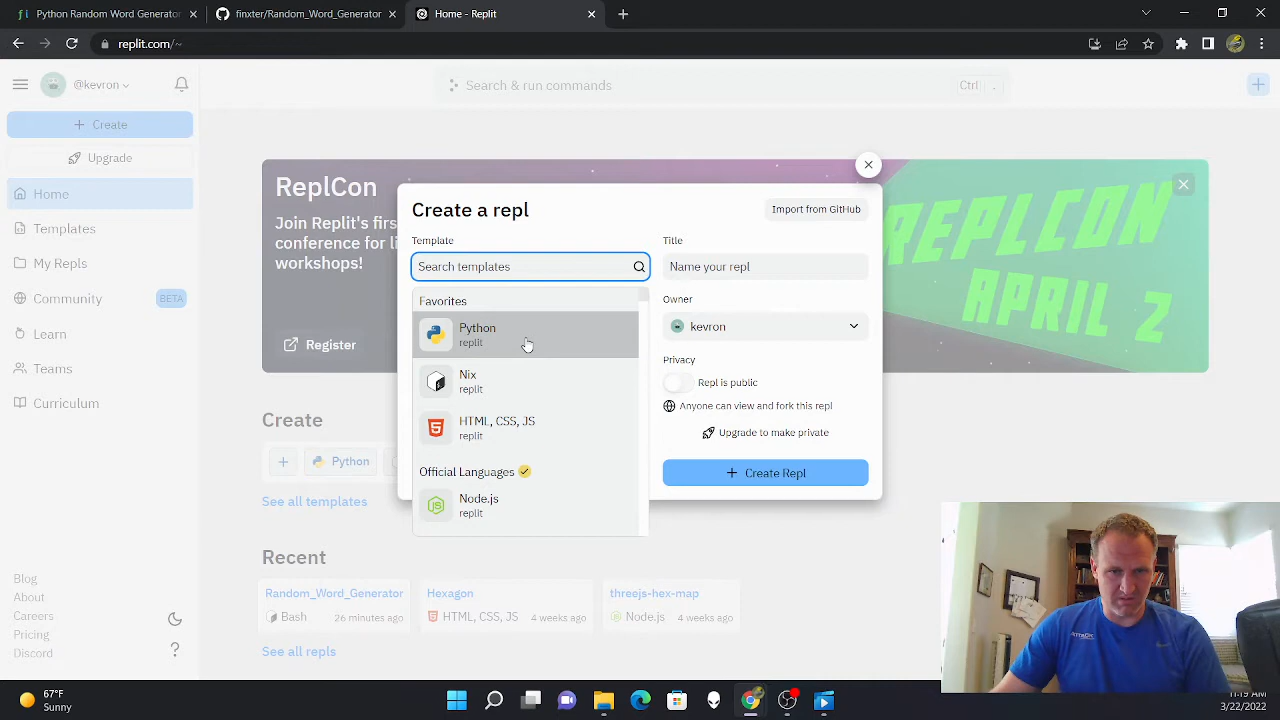 Python Random_Word_Generator
finxter/Random_Word_Generator
Home - Replit
replit.com/~
@kevron
Search & run commands
Ctrl .
+ Create
Upgrade
Home
Templates
My Repls
Community
BETA
Learn
Teams
Curriculum
Blog
About
Careers
Pricing
Discord
ReplCon
Join Replit's firs
conference for li
workshops!
Register
REPLCON
APRIL 2
Create a repl
Import from GitHub
Template
Search templates
Favorites
Python
replit
Nix
replit
HTML, CSS, JS
replit
Official Languages
Node.js
replit
Title
Name your repl
Owner
kevron
Privacy
Repl is public
Anyone can view and fork this repl
Upgrade to make private
+ Create Repl
Create
+
Python
See all templates
Recent
Random_Word_Generator
Bash
26 minutes ago
Hexagon
HTML, CSS, JS
4 weeks ago
threejs-hex-map
Node.js
4 weeks ago
See all repls
67°F
Sunny
11:19 AM
3/22/2022